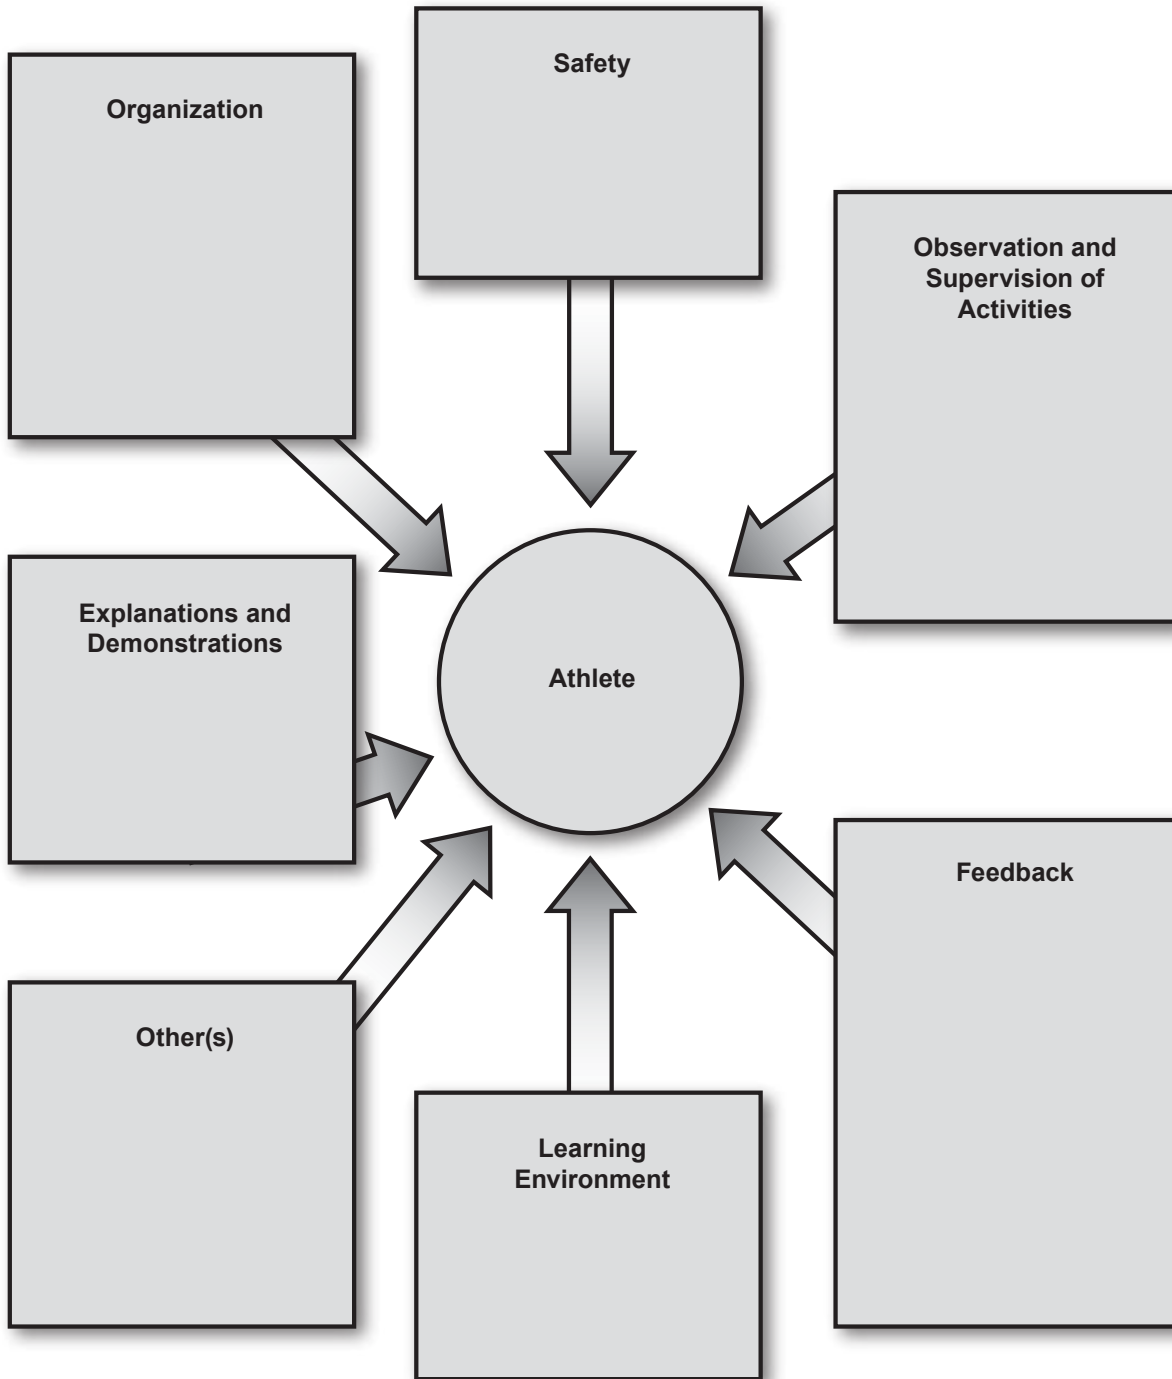 Safety
Organization
Observation and
Supervision of
Activities
Explanations and
Demonstrations
Athlete
Feedback
Other(s)
Learning
Environment